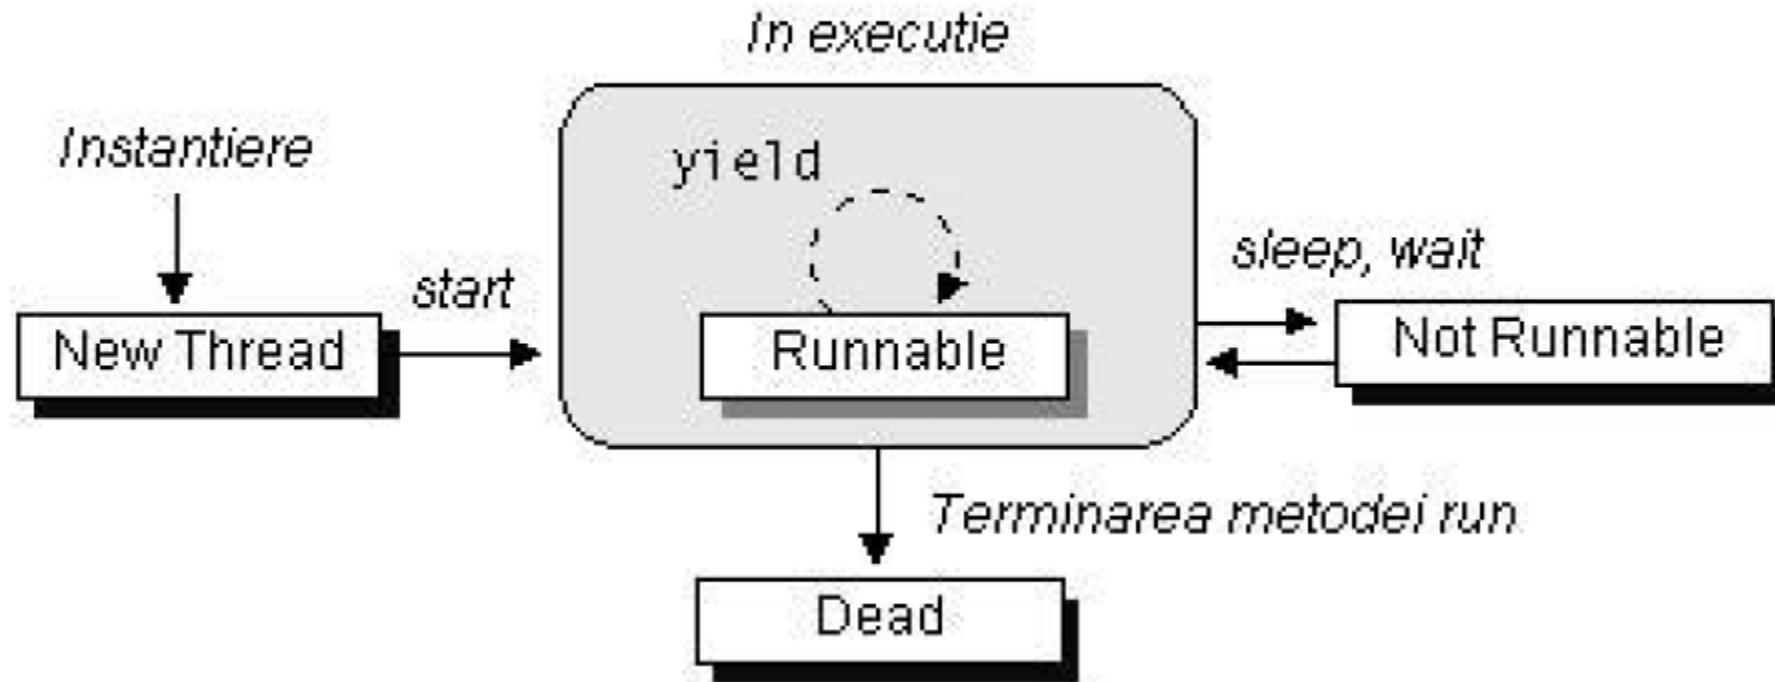 In executie
Instantiere
yield
start
sleep, wait
New Thread
Runnable
Not Runnable
Terminarea metodei run
Dead